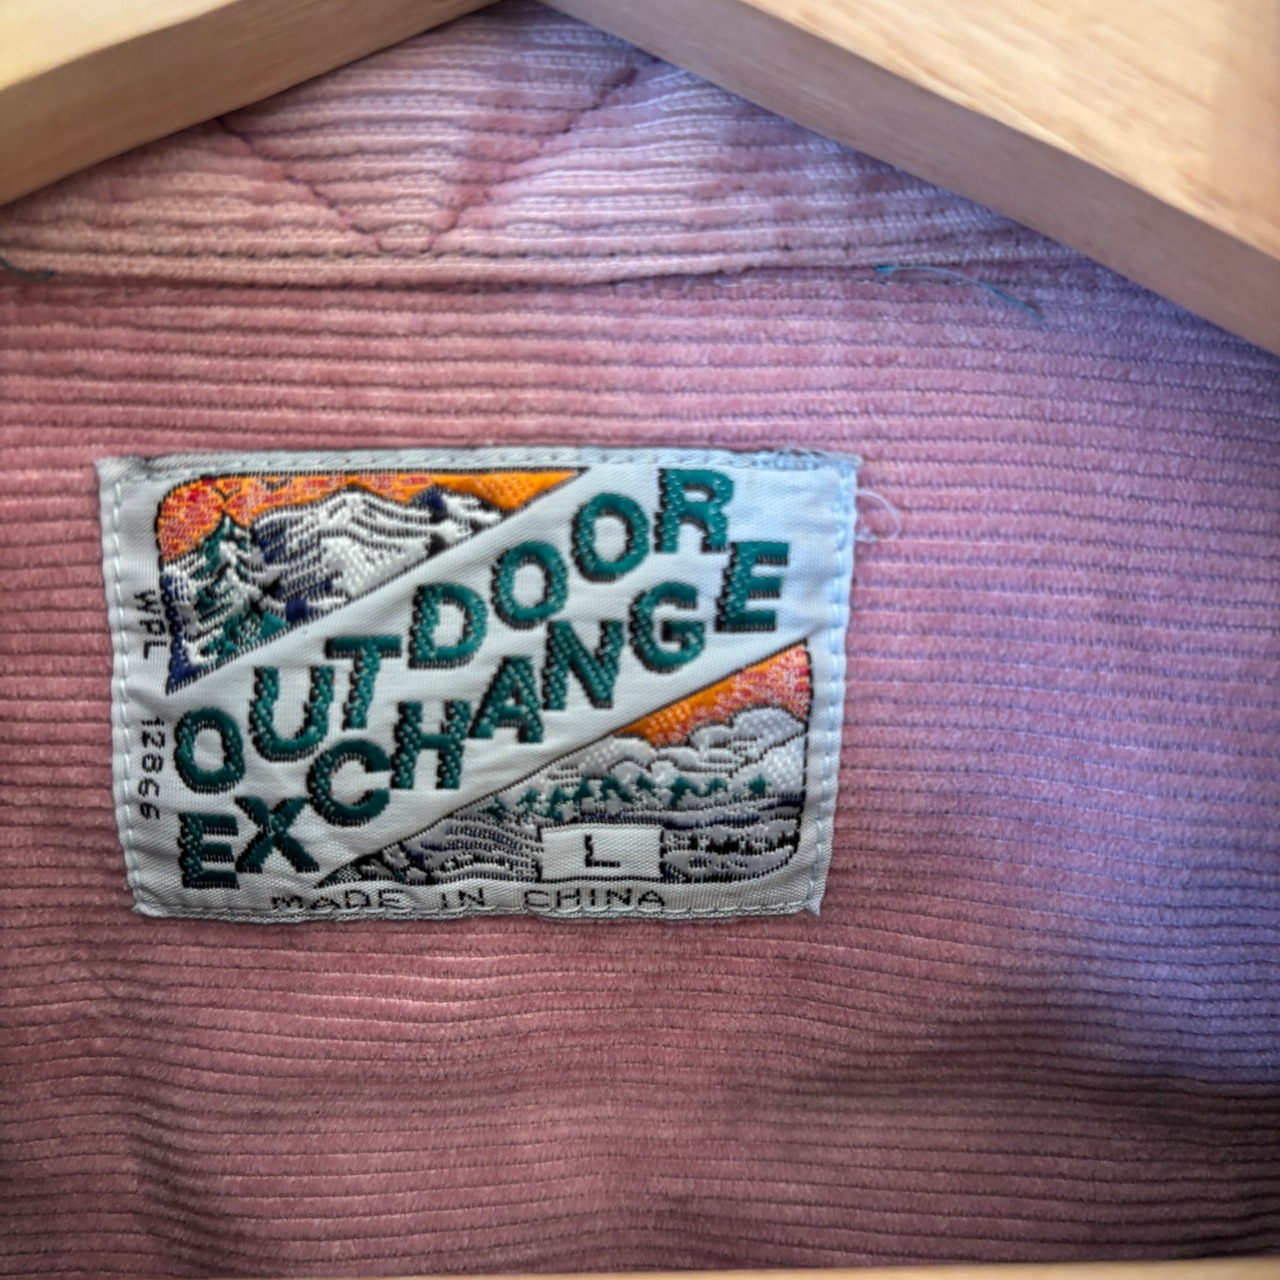 OUTDOOR
EXCHANGE
WPL 12866
L
MADE IN CHINA